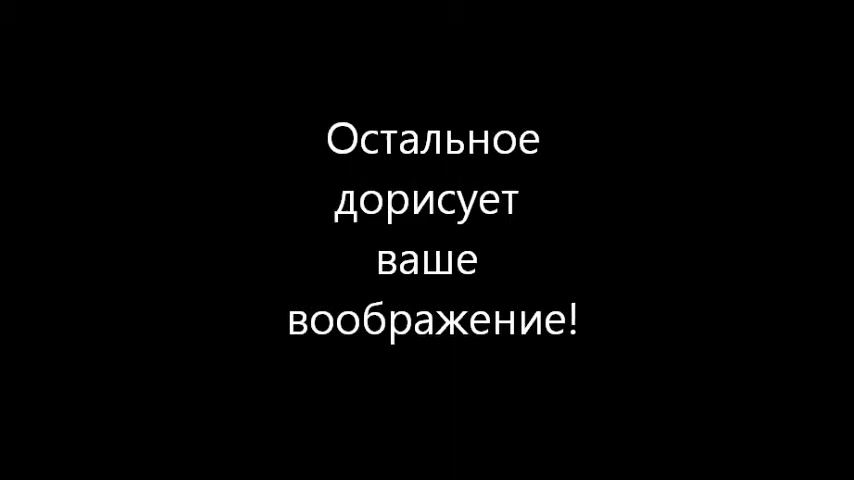 Остальное
дорисует
ваше
воображение!